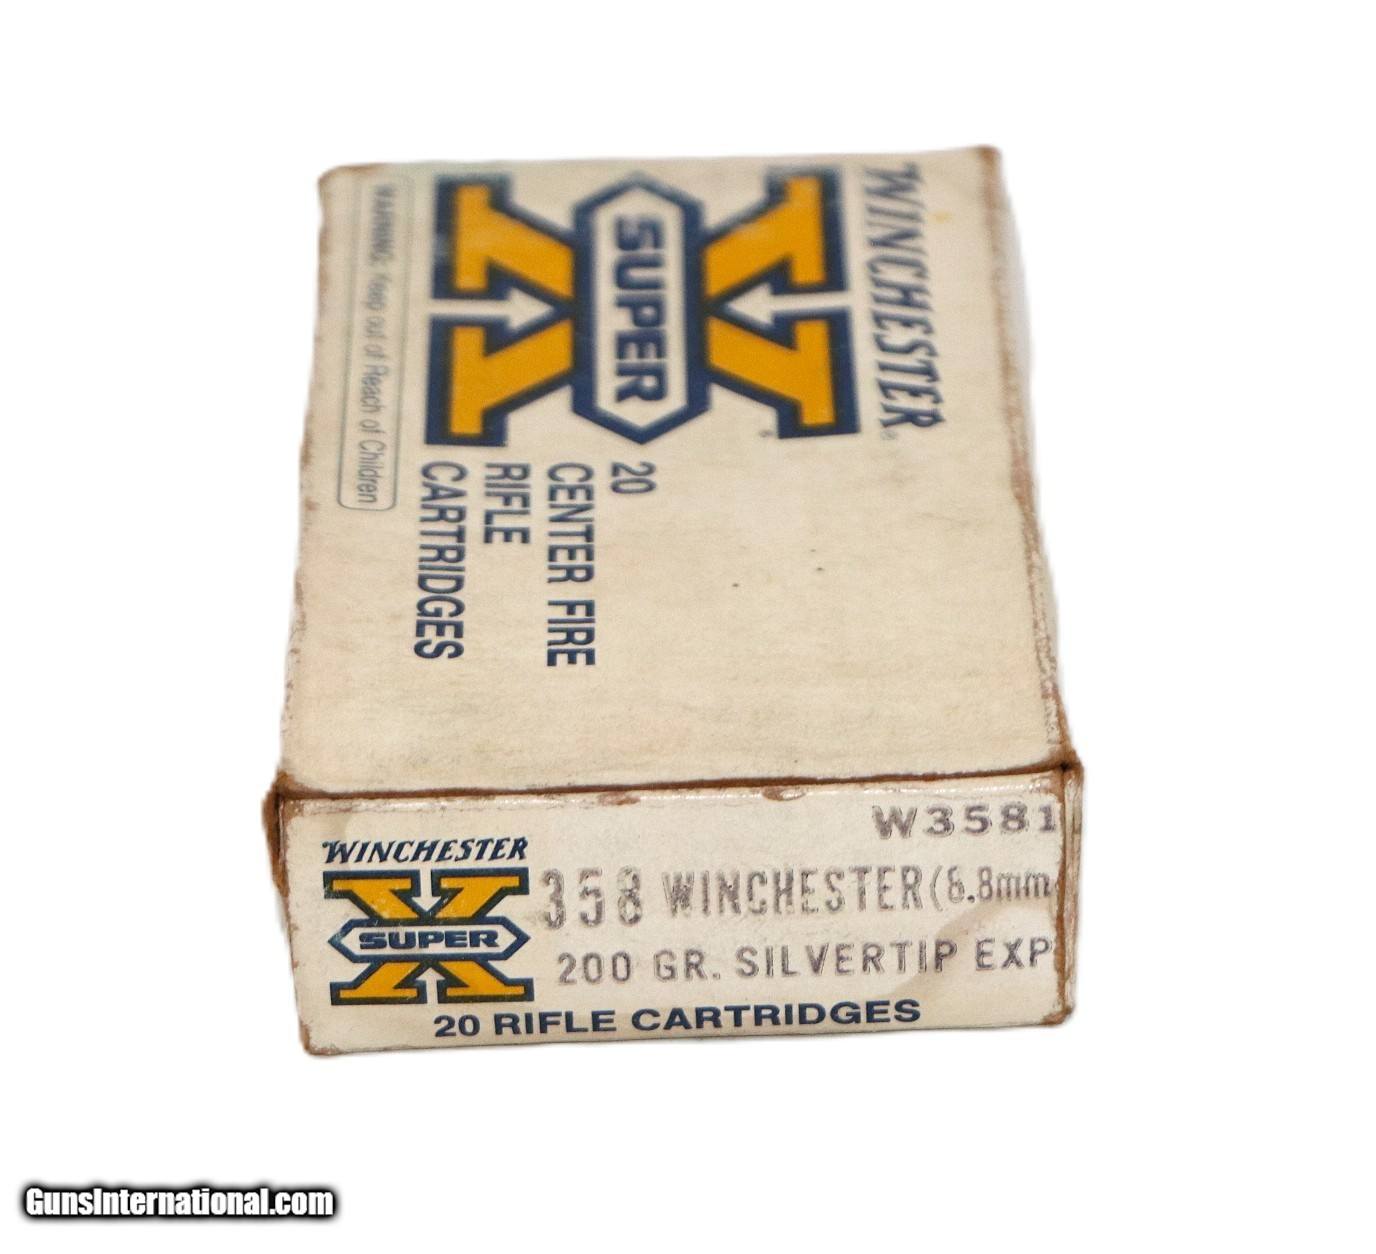 WINCHESTER®
SUPER
20
CENTER FIRE
RIFLE
CARTRIDGES
WARNING: Keep out of Reach of Children
W3581
WINCHESTER
SUPER
358 WINCHESTER (8.8mm
200 GR. SILVERTIP EXP
20 RIFLE CARTRIDGES
GunsInternational.com